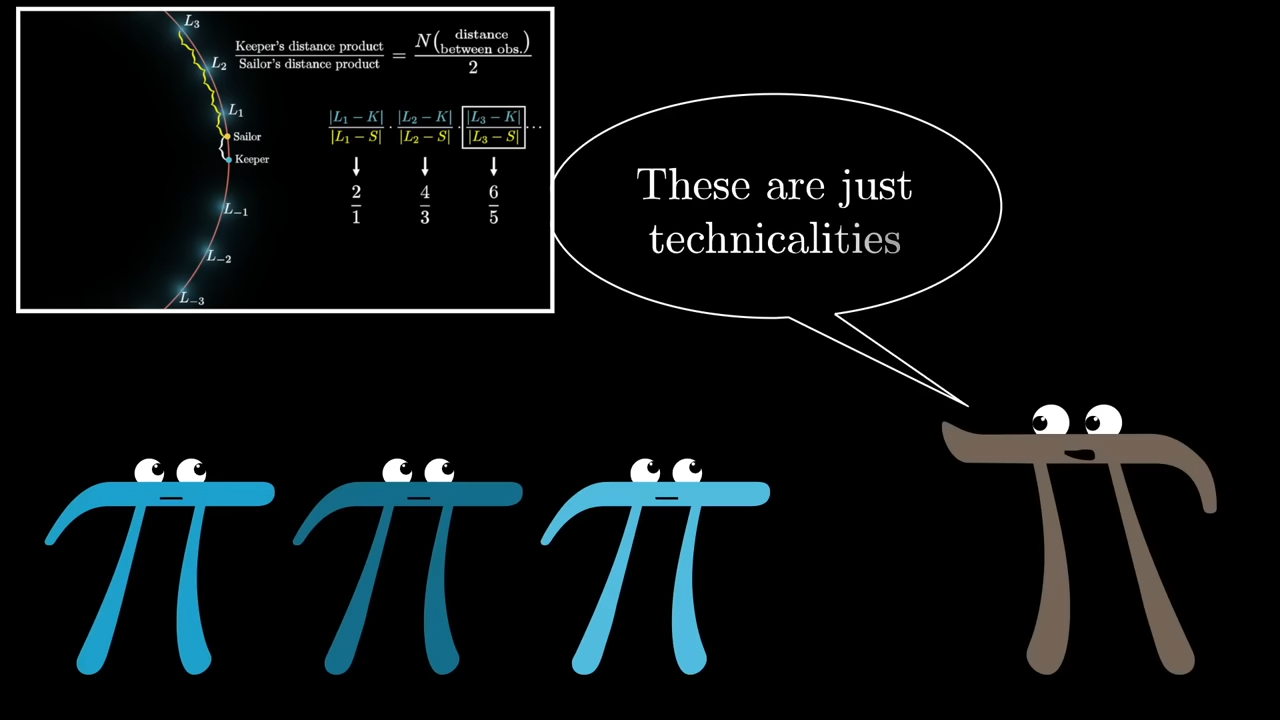 L₃
L₂
L₁
Sailor
Keeper
L₋₁
L₋₂
L₋₃
Keeper's distance product
Sailor's distance product
=
N(distance between obs.)
2
|L₁ − K| · |L₂ − K| · |L₃ − K| ...
|L₁ − S| |L₂ − S| |L₃ − S|
2 4 6
1 3 5
These are just
technicalities